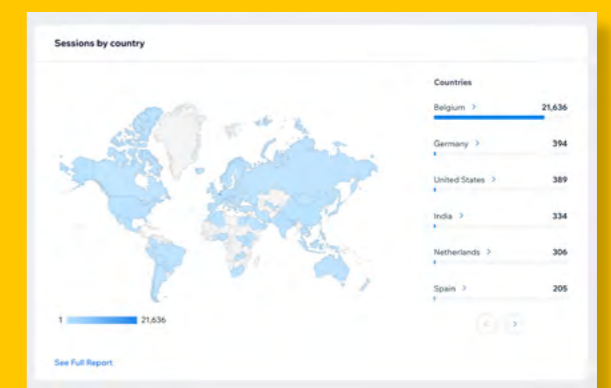 Sessions by country
Countries
Belgium > 21,636
Germany > 394
United States > 389
India > 334
Netherlands > 306
Spain > 205
1 21,636
< >
See Full Report